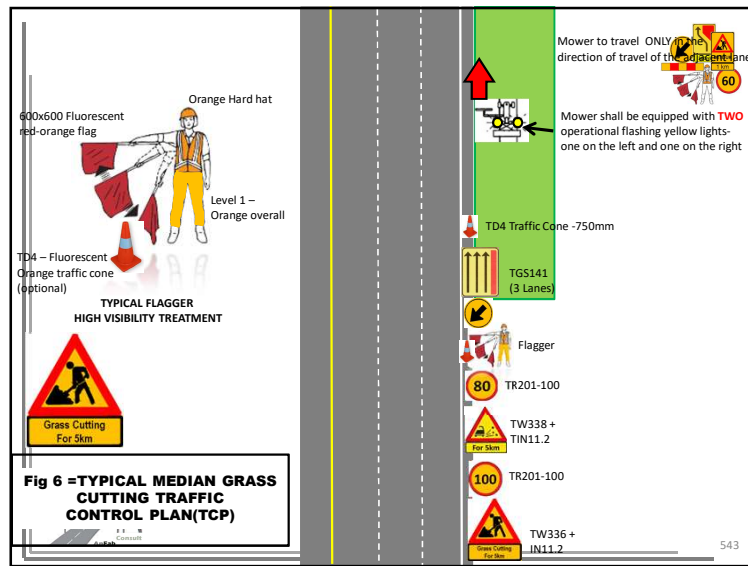 Mower to travel ONLY in the
direction of travel of the adjacent lane
1 km
60
Mower shall be equipped with TWO
operational flashing yellow lights-
one on the left and one on the right
Orange Hard hat
600x600 Fluorescent
red-orange flag
Level 1 –
Orange overall
TD4 – Fluorescent
Orange traffic cone
(optional)
TYPICAL FLAGGER
HIGH VISIBILITY TREATMENT
TD4 Traffic Cone -750mm
TGS141
(3 Lanes)
Flagger
80
TR201-100
TW338 +
TIN11.2
For 5km
100
TR201-100
TW336 +
IN11.2
Grass Cutting
For 5km
Grass Cutting
For 5km
Fig 6 =TYPICAL MEDIAN GRASS
CUTTING TRAFFIC
CONTROL PLAN(TCP)
Consult
543